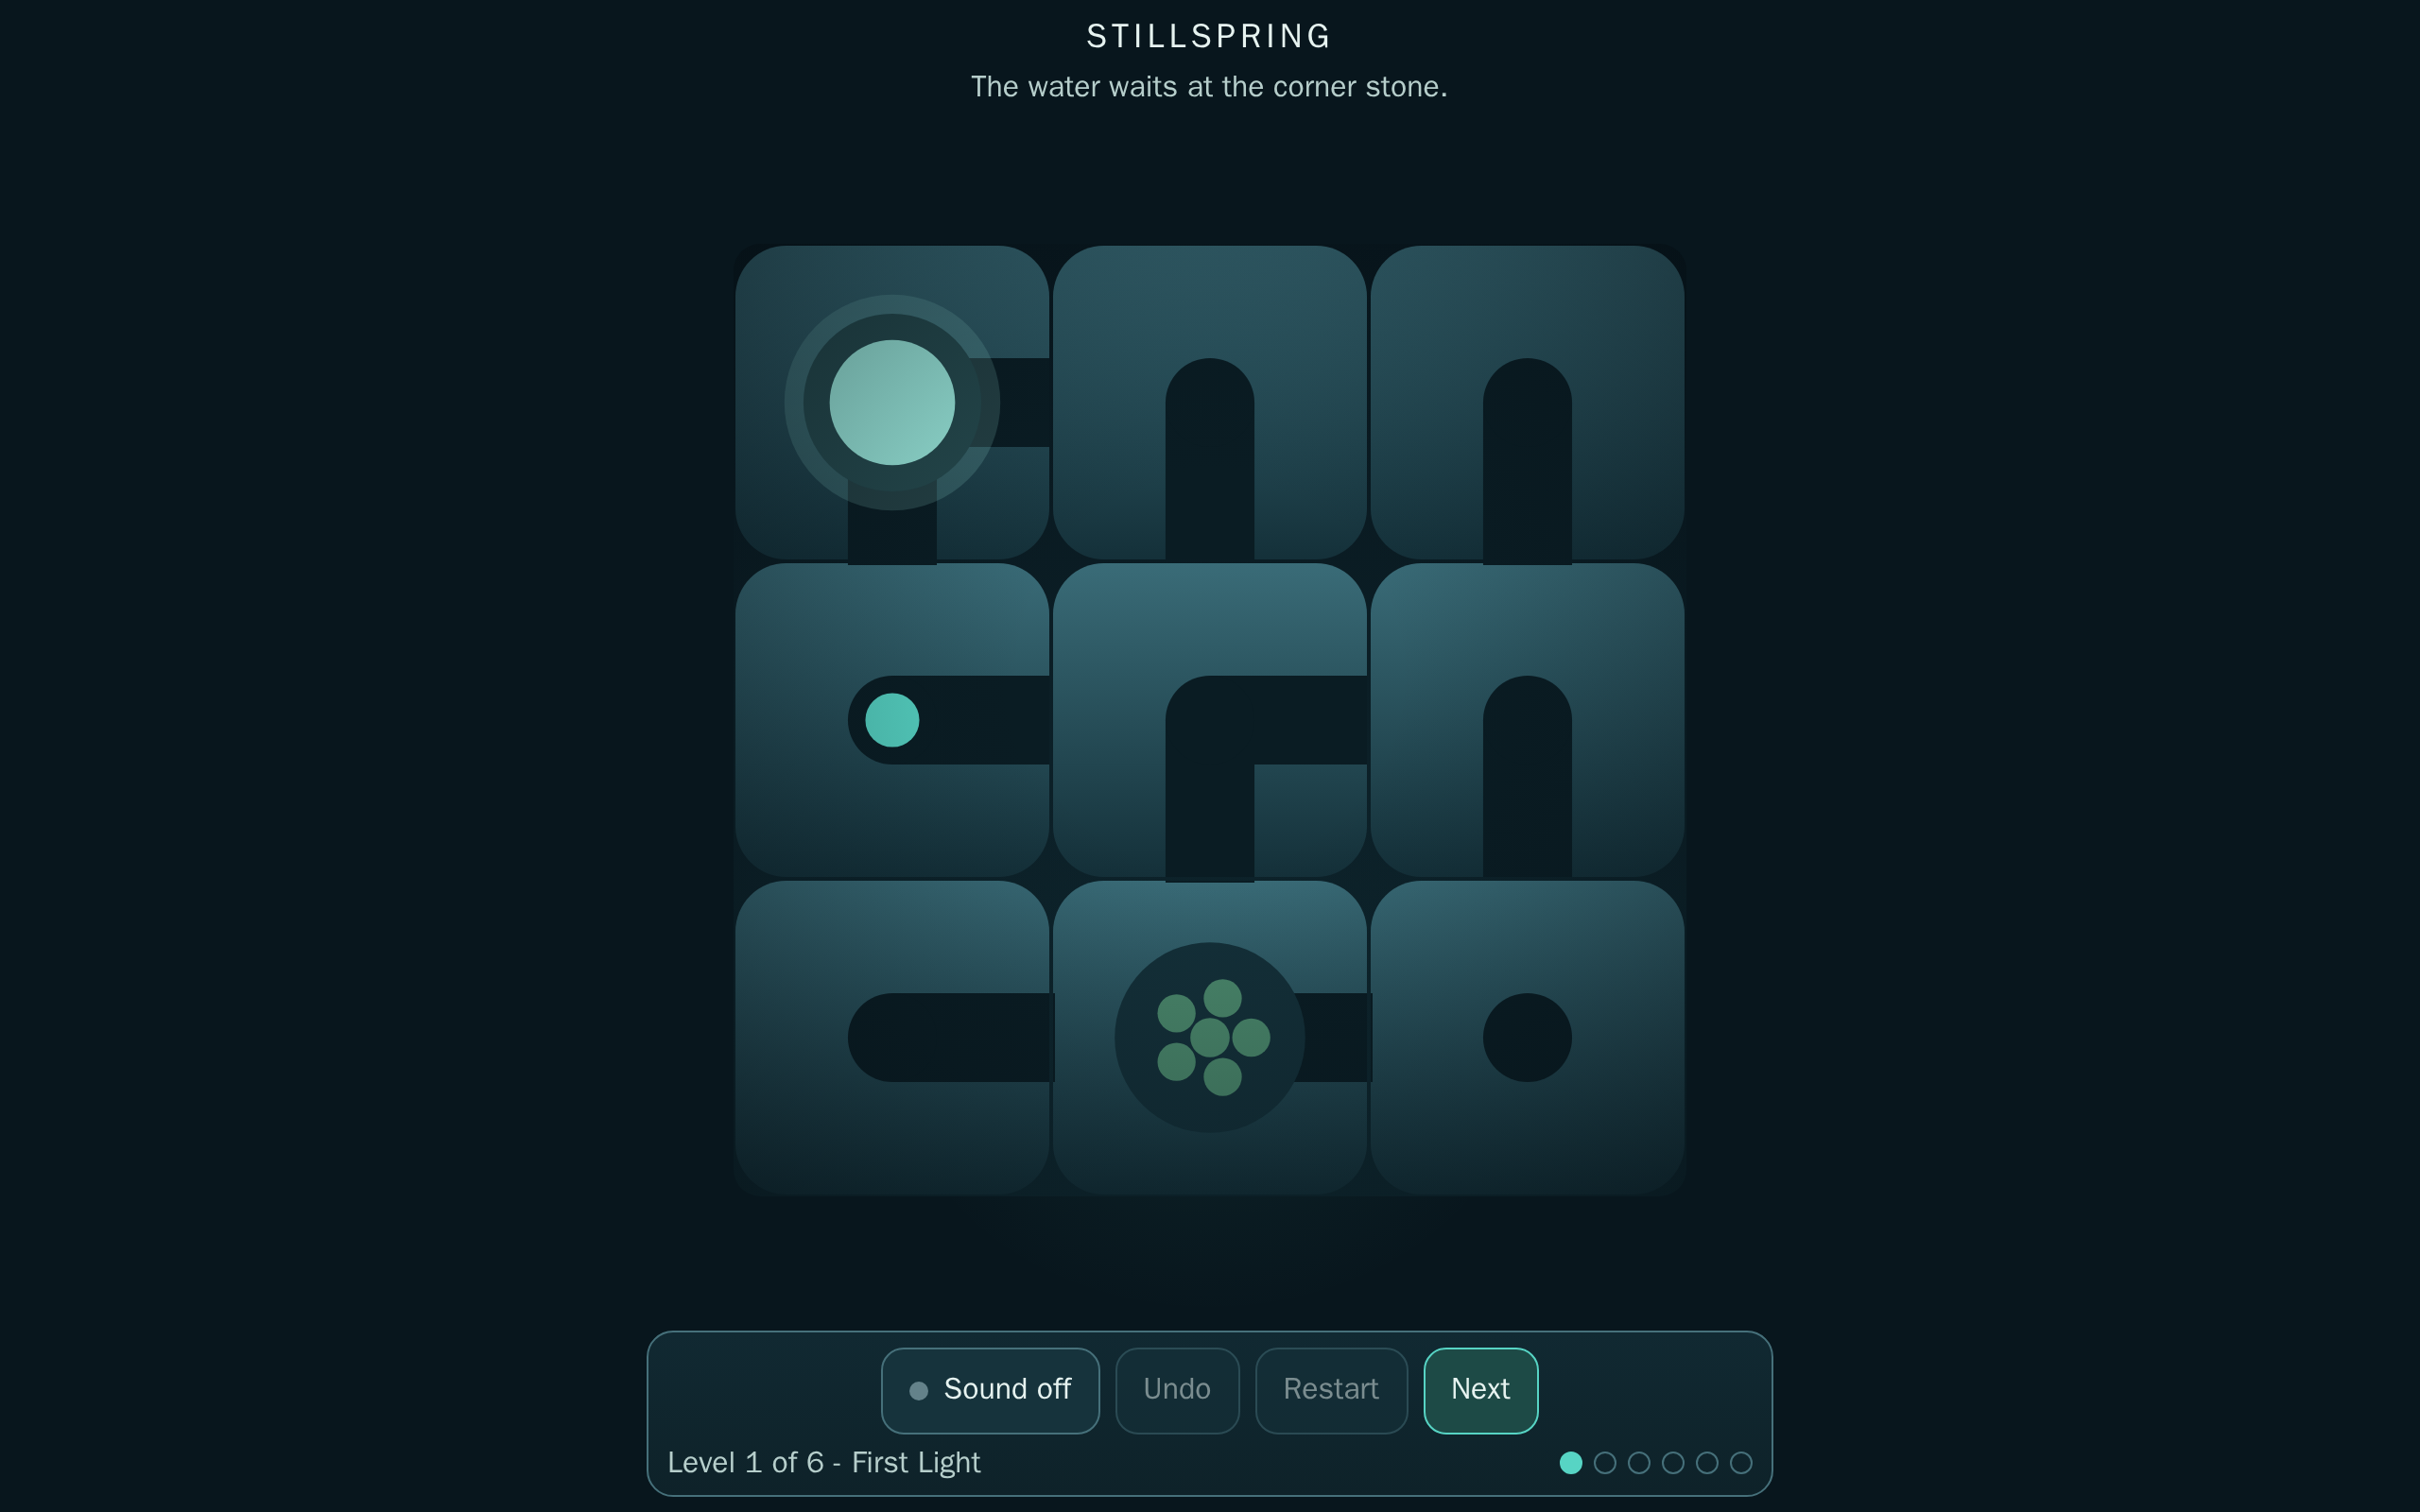 STILLSPRING
The water waits at the corner stone.
Sound off
Undo
Restart
Next
Level 1 of 6 - First Light